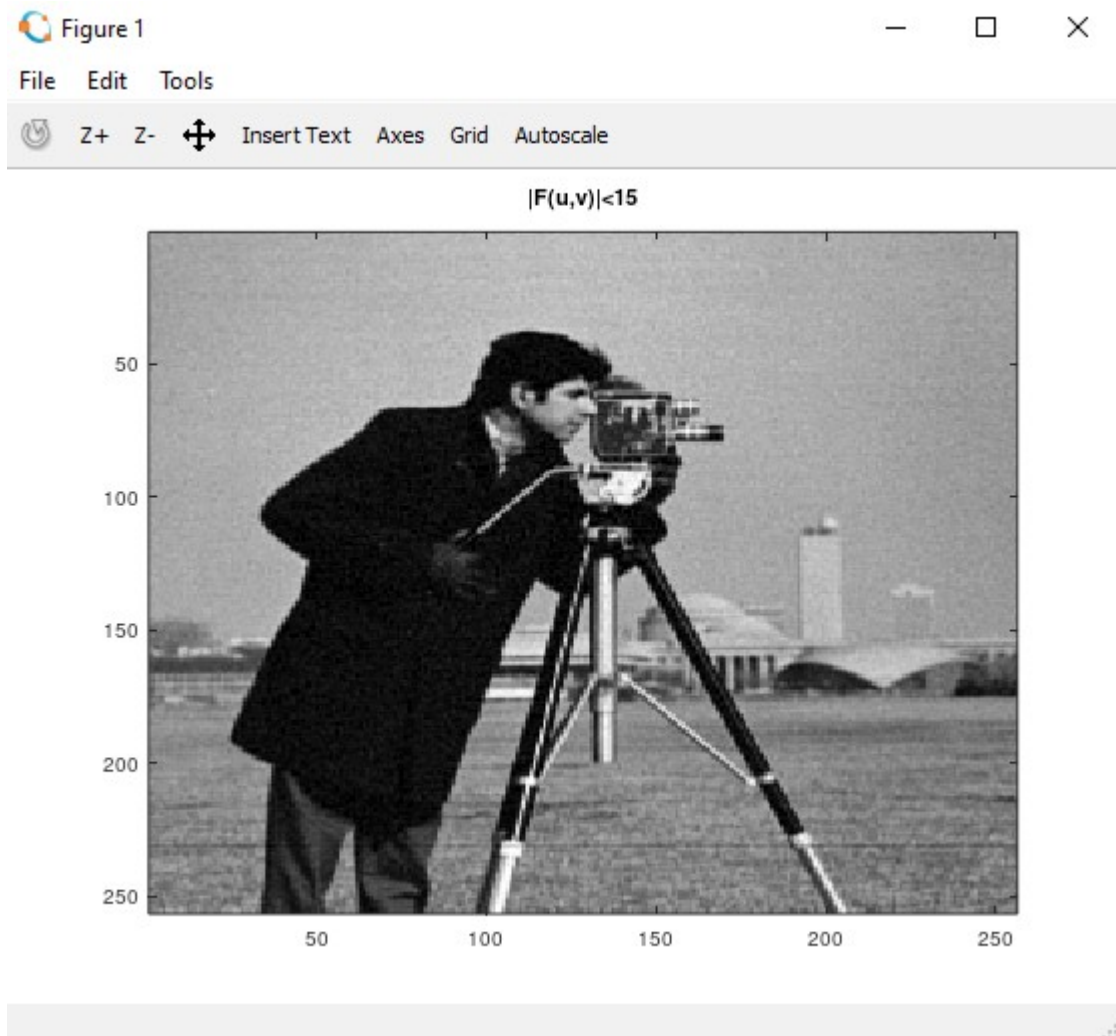 Figure 1
File Edit Tools
Z+ Z- Insert Text Axes Grid Autoscale
|F(u,v)|<15
50
100
150
200
250
50 100 150 200 250